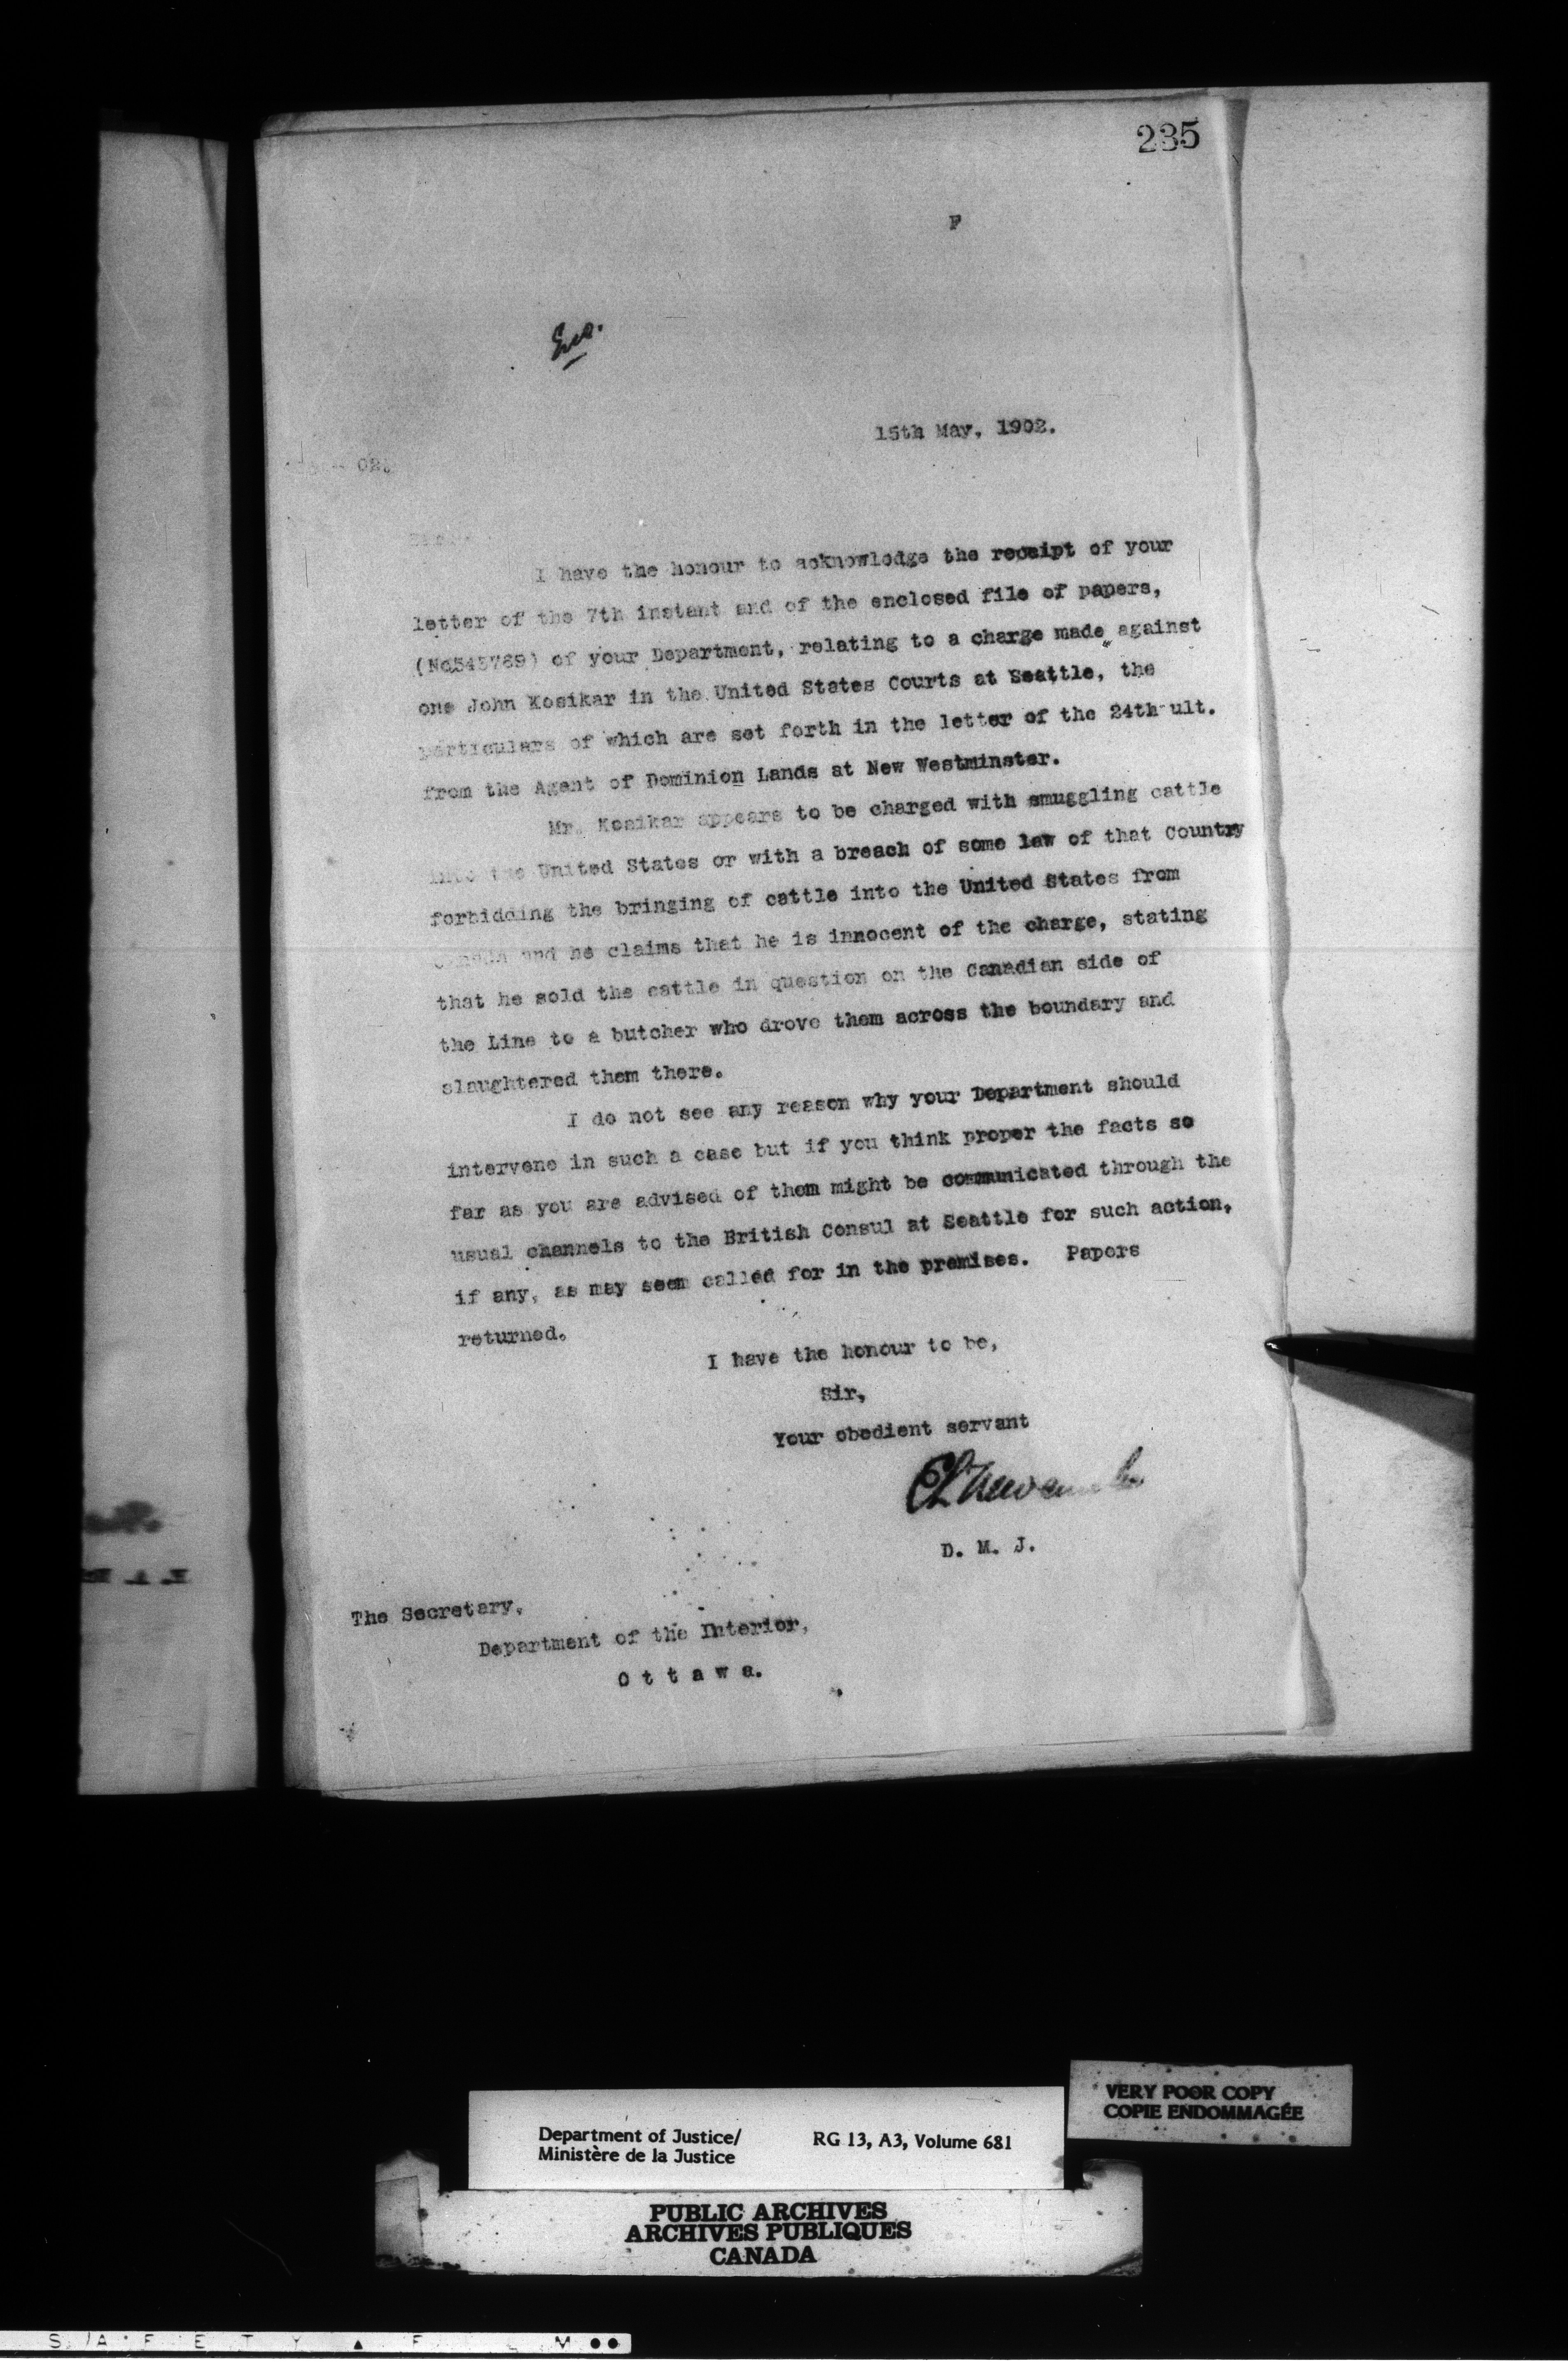 235
F
15th May, 1902.
I have the honour to acknowledge the receipt of your
letter of the 7th instant and of the enclosed file of papers,
of your Department, relating to a charge made against
one John Kosikar in the United States Courts at Seattle, the
particulars of which are set forth in the letter of the 24th ult.
from the Agent of Dominion Lands at New Westminster.
Mr. Kosikar appears to be charged with smuggling cattle
into the United States or with a breach of some law of that Country
forbidding the bringing of cattle into the United States from
Canada and he claims that he is innocent of the charge, stating
that he sold the cattle in question on the Canadian side of
the Line to a butcher who drove them across the boundary and
slaughtered them there.
I do not see any reason why your Department should
intervene in such a case but if you think proper the facts so
far as you are advised of them might be communicated through the
usual channels to the British Consul at Seattle for such action,
if any, as may seem called for in the premises. Papers
returned.
I have the honour to be,
Sir,
Your obedient servant
E L Newcombe
D. M. J.
The Secretary,
Department of the Interior,
O t t a w a.
VERY POOR COPY
COPIE ENDOMMAGÉE
Department of Justice/ RG 13, A3, Volume 681
Ministère de la Justice
PUBLIC ARCHIVES
ARCHIVES PUBLIQUES
CANADA